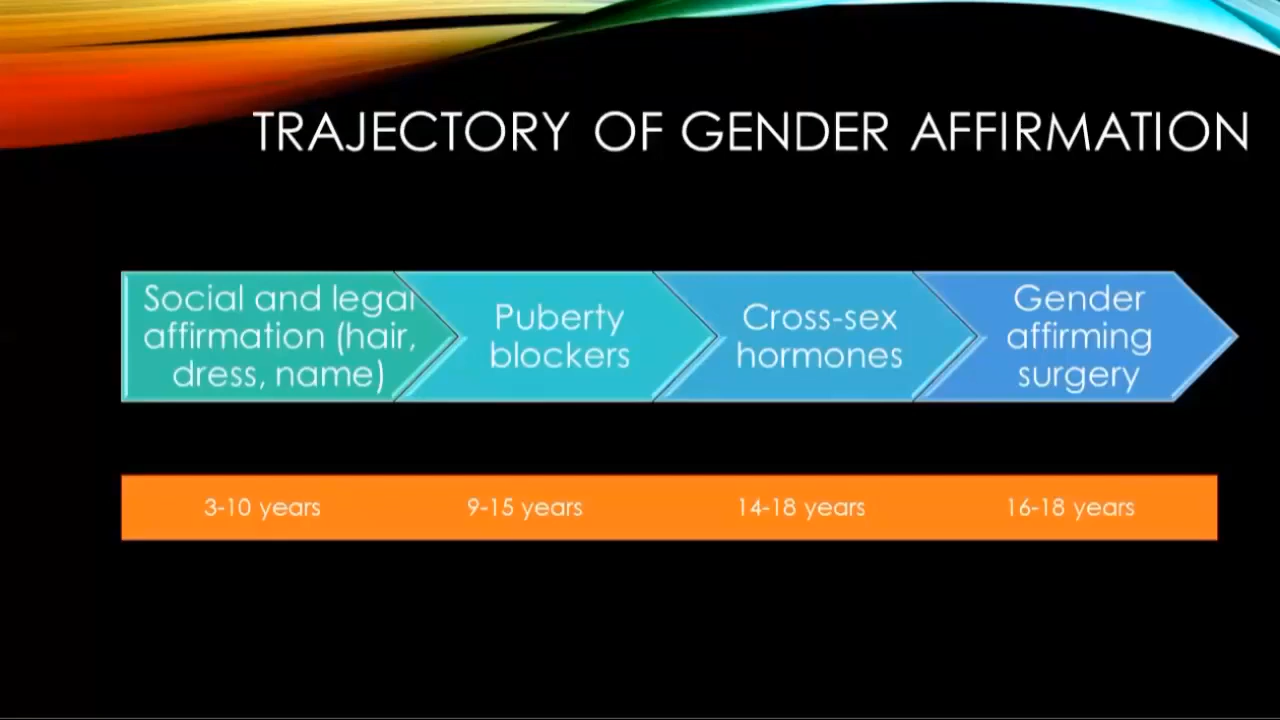 TRAJECTORY OF GENDER AFFIRMATION
Social and legal
affirmation (hair,
dress, name)
Puberty
blockers
Cross-sex
hormones
Gender
affirming
surgery
3-10 years
9-15 years
14-18 years
16-18 years